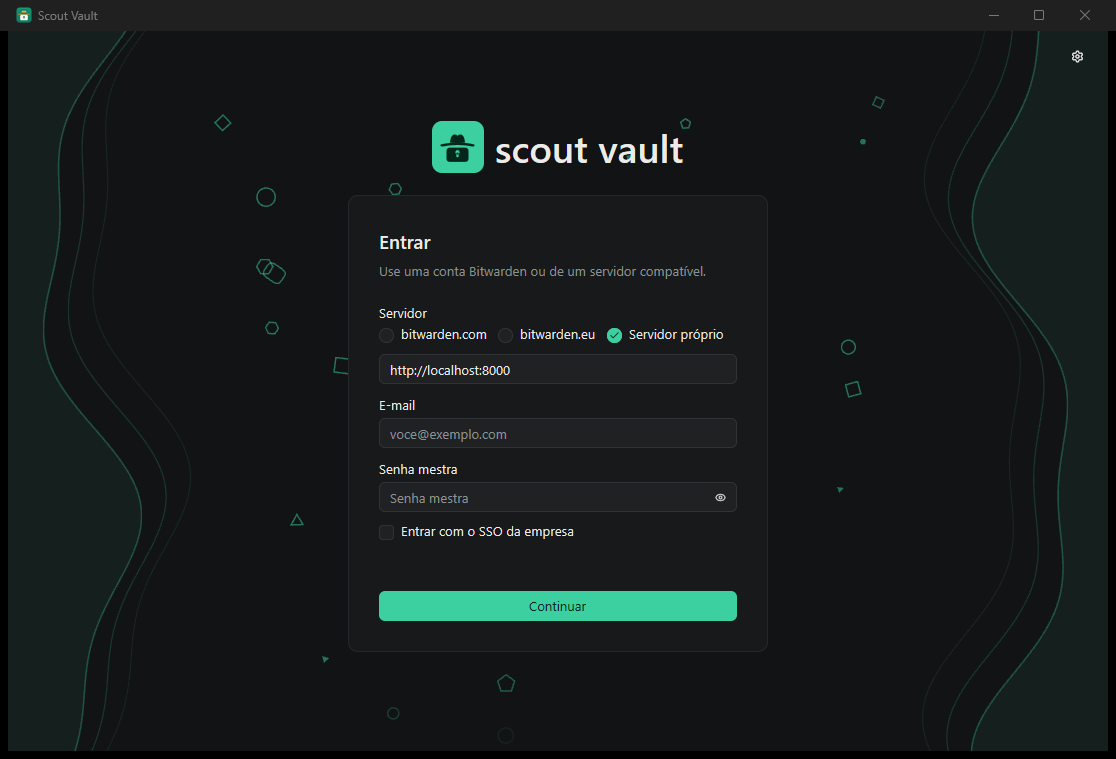 Scout Vault
scout vault
Entrar
Use uma conta Bitwarden ou de um servidor compatível.
Servidor
bitwarden.com bitwarden.eu Servidor próprio
http://localhost:8000
E-mail
voce@exemplo.com
Senha mestra
Senha mestra
Entrar com o SSO da empresa
Continuar